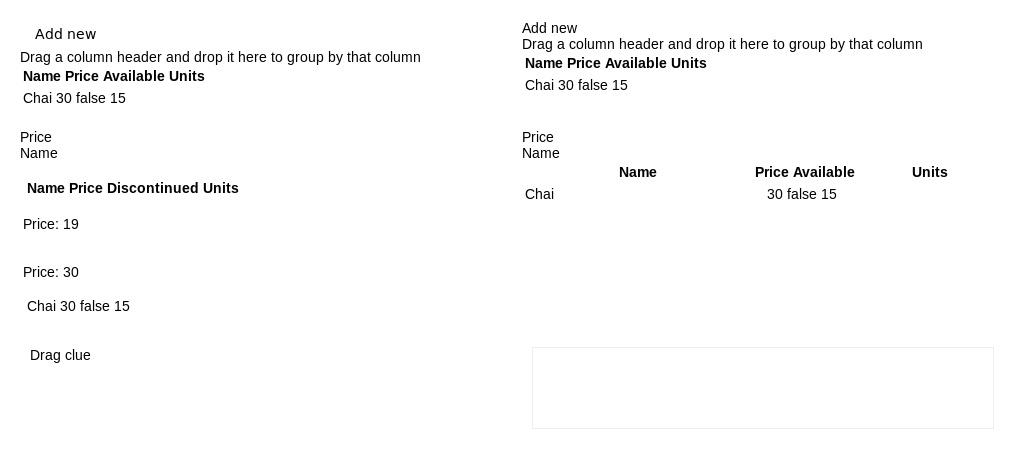 Add new
Drag a column header and drop it here to group by that column
Name Price Available Units
Chai 30 false 15
Price
Name
Name Price Discontinued Units
Price: 19
Price: 30
Chai 30 false 15
Drag clue
Add new
Drag a column header and drop it here to group by that column
Name Price Available Units
Chai 30 false 15
Price
Name
Name Price Available Units
Chai 30 false 15